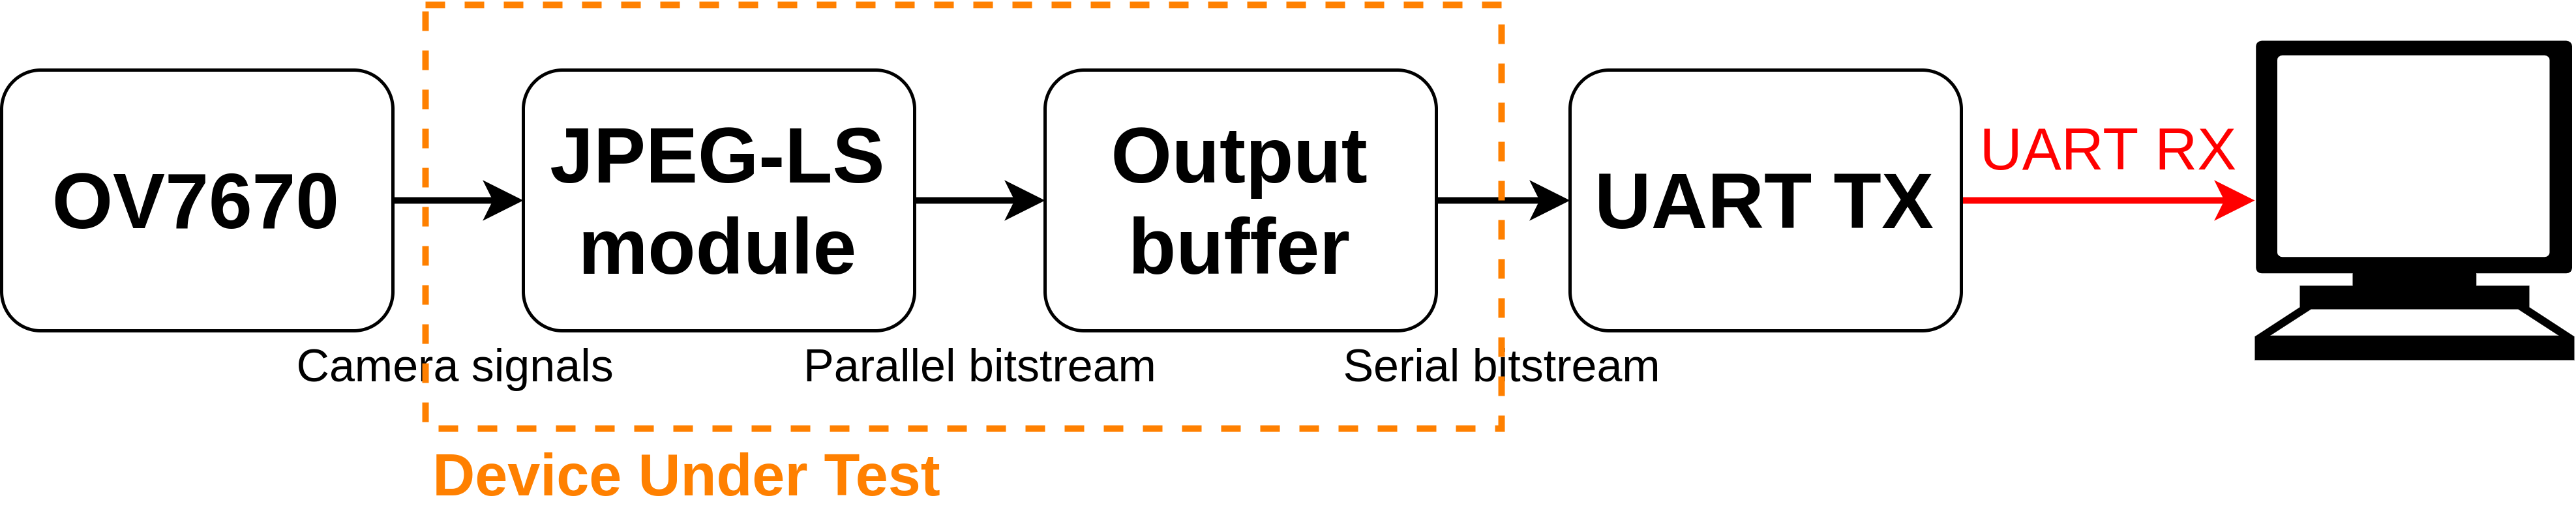 OV7670
JPEG-LS
module
Output
buffer
UART TX
UART RX
Camera signals
Parallel bitstream
Serial bitstream
Device Under Test